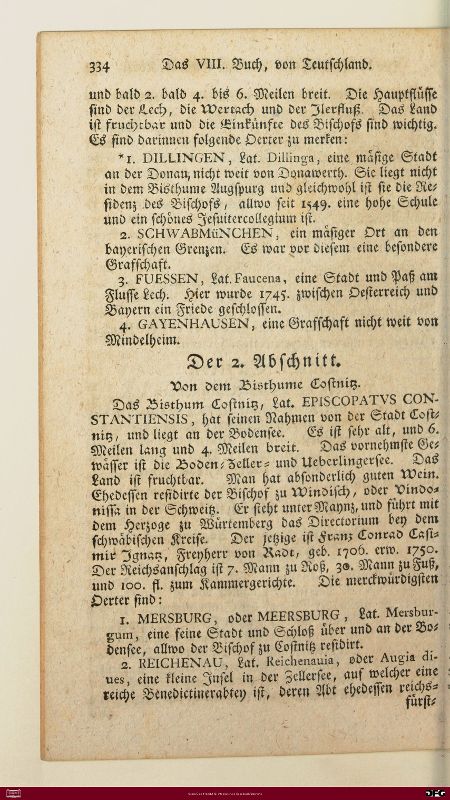 334 Das VIII. Buch, von Teutschland.
und bald 2. bald 4. bis 6. Meilen breit. Die Hauptflüsse
sind der Lech, die Wertach und der Jlerfluß. Das Land
ist fruchtbar und die Einkünfte des Bischofs sind wichtig.
Es sind darinnen folgende Oerter zu merken:
*1. DILLINGEN, Lat. Dillinga, eine mäsige Stadt
an der Donau, nicht weit von Donawerth. Sie liegt nicht
in dem Bisthume Augspurg und gleichwohl ist sie die Re-
sidenz des Bischofs, allwo seit 1549. eine hohe Schule
und ein schönes Jesuitercollegium ist.
2. SCHWABMüNCHEN, ein mäsiger Ort an den
bayerischen Grenzen. Es war vor diesem eine besondere
Grafschaft.
3. FUESSEN, Lat. Faucena, eine Stadt und Paß am
Flusse Lech. Hier wurde 1745. zwischen Oesterreich und
Bayern ein Friede geschlossen.
4. GAYENHAUSEN, eine Grafschaft nicht weit von
Mindelheim.
Der 2. Abschnitt.
Von dem Bisthume Costnitz.
Das Bisthum Costnitz, Lat. EPISCOPATVS CON-
STANTIENSIS, hat seinen Nahmen von der Stadt Cost-
nitz, und liegt an der Bodensee. Es ist sehr alt, und 6.
Meilen lang und 4. Meilen breit. Das vornehmste Ge-
wässer ist die Boden-Zeller- und Ueberlingersee. Das
Land ist fruchtbar. Man hat absonderlich guten Wein.
Ehedessen residirte der Bischof zu Windisch, oder Vindo-
nissa in der Schweiz. Er steht unter Maynz, und führt mit
dem Herzoge zu Würtemberg das Directorium bey dem
schwäbischen Kreise. Der jetzige ist Franz Conrad Casi-
mir Ignatz, Freyherr von Radt, geb. 1706. erw. 1750.
Der Reichsanschlag ist 7. Mann zu Roß, 30. Mann zu Fuß,
und 100. fl. zum Kammergerichte. Die merckwürdigsten
Oerter sind:
1. MERSBURG, oder MEERSBURG, Lat. Mersbur-
gum, eine feine Stadt und Schloß über und an der Bo-
densee, allwo der Bischof zu Costnitz residirt.
2. REICHENAU, Lat. Reichenauia, oder Augia di-
ues, eine kleine Insel in der Zellersee, auf welcher eine
reiche Benedictinerabtey ist, deren Abt ehedessen reichs-
fürst-
DFG